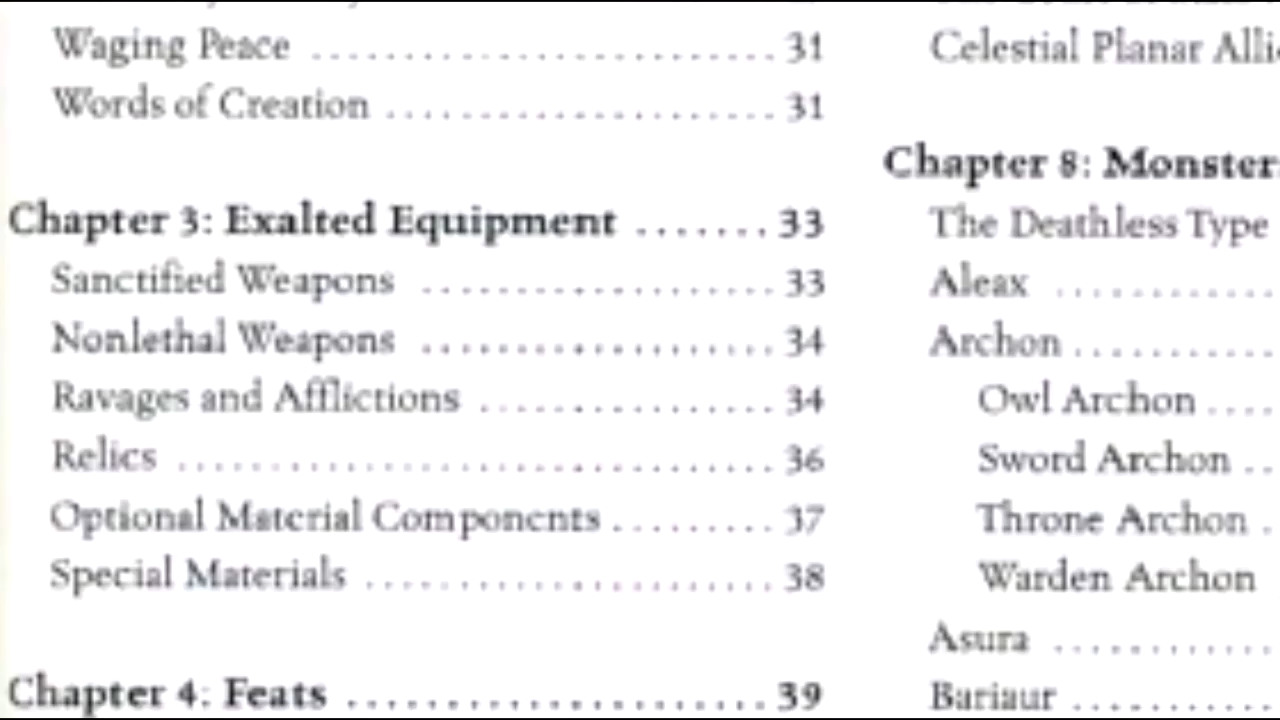 Waging Peace .................... 31
Words of Creation ................ 31
Chapter 3: Exalted Equipment ....... 33
Sanctified Weapons .............. 33
Nonlethal Weapons .............. 34
Ravages and Afflictions ............ 34
Relics ........................... 36
Optional Material Components ......... 37
Special Materials .................. 38
Chapter 4: Feats .................... 39
Celestial Planar
Chapter 8:
The Deathless Type
Aleax ............
Archon ...........
Owl Archon ....
Sword Archon ..
Throne Archon .
Warden Archon
Asura ............
Bariaur ...........